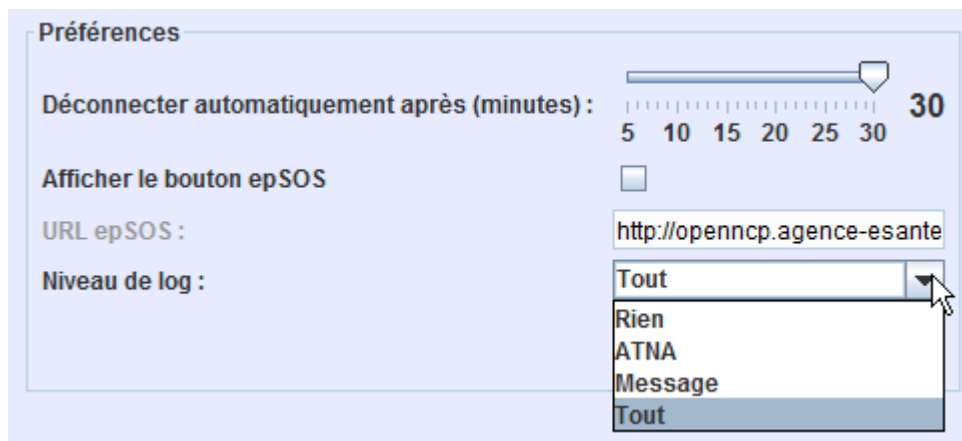 Préférences
Déconnecter automatiquement après (minutes) :
30
5 10 15 20 25 30
Afficher le bouton epSOS
URL epSOS :
http://openncp.agence-esante
Niveau de log :
Tout
Rien
ATNA
Message
Tout